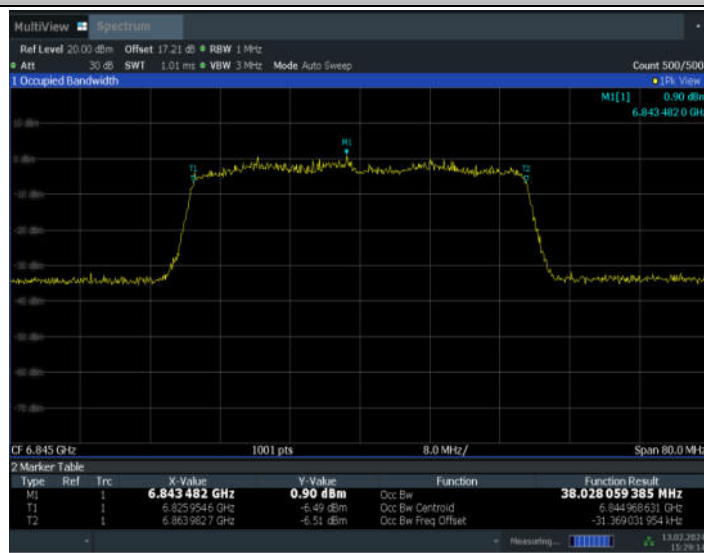 MultiView Spectrum
Ref Level 20.00 dBm Offset 17.21 dB RBW 1 MHz
Att 30 dB SWT 1.01 ms VBW 3 MHz Mode Auto Sweep Count 500/500
1 Occupied Bandwidth 1Pk View
M1[1] 0.90 dBm
6.843 482 0 GHz
10 dBm
M1
0 dBm
T1 T2
-10 dBm
-20 dBm
-30 dBm
-40 dBm
-50 dBm
-60 dBm
-70 dBm
CF 6.845 GHz 1001 pts 8.0 MHz/ Span 80.0 MHz
2 Marker Table
Type Ref Trc X-Value Y-Value Function Function Result
M1 1 6.843 482 GHz 0.90 dBm Occ Bw 38.028 059 385 MHz
T1 1 6.825 954 6 GHz -6.49 dBm Occ Bw Centroid 6.844 968 631 GHz
T2 1 6.863 982 7 GHz -6.51 dBm Occ Bw Freq Offset -31.369 031 954 kHz
Measuring... 13.02.2024